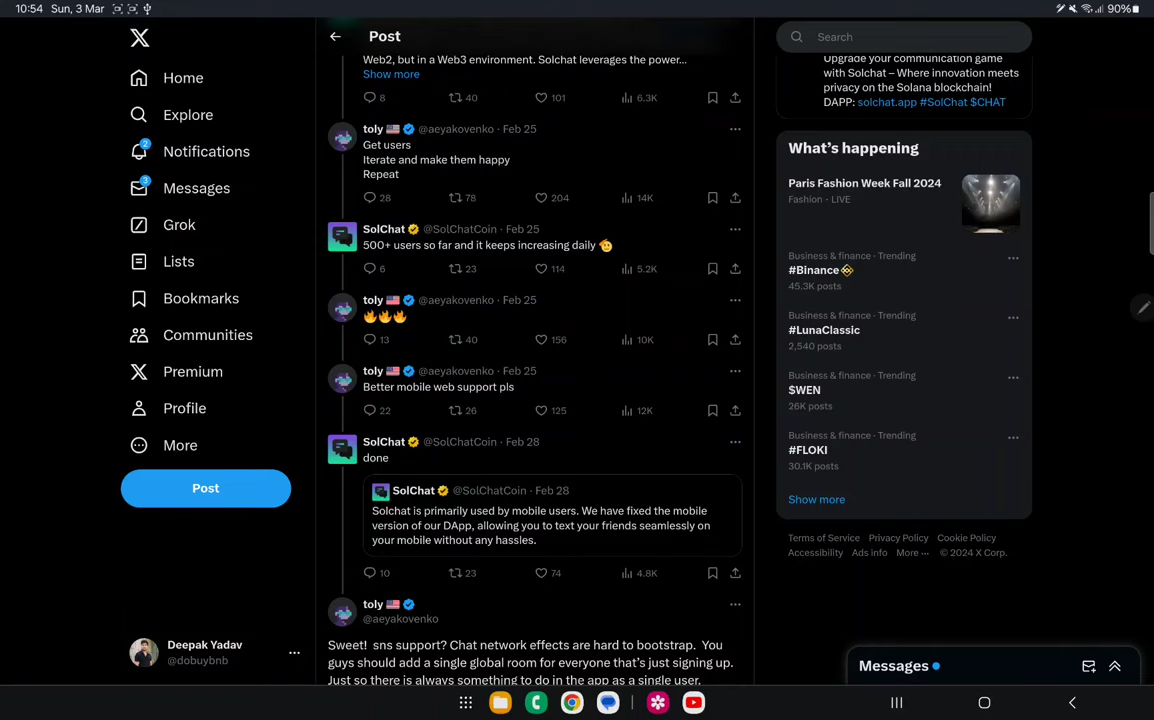 10:54 Sun, 3 Mar
90%
X
Home
Explore
2
Notifications
3
Messages
Grok
Lists
Bookmarks
Communities
Premium
Profile
More
Post
Deepak Yadav
@dobuybnb
Post
Web2, but in a Web3 environment. Solchat leverages the power...
Show more
8 40 101 6.3K
toly @aeyakovenko · Feb 25
Get users
Iterate and make them happy
Repeat
28 78 204 14K
SolChat @SolChatCoin · Feb 25
500+ users so far and it keeps increasing daily
6 23 114 5.2K
toly @aeyakovenko · Feb 25
🔥🔥🔥
13 40 156 10K
toly @aeyakovenko · Feb 25
Better mobile web support pls
22 26 125 12K
SolChat @SolChatCoin · Feb 28
done
SolChat @SolChatCoin · Feb 28
Solchat is primarily used by mobile users. We have fixed the mobile
version of our DApp, allowing you to text your friends seamlessly on
your mobile without any hassles.
10 23 74 4.8K
toly
@aeyakovenko
Sweet! sns support? Chat network effects are hard to bootstrap. You
guys should add a single global room for everyone that's just signing up.
Just so there is always something to do in the app as a single user.
Search
Upgrade your communication game
with Solchat – Where innovation meets
privacy on the Solana blockchain!
DAPP: solchat.app #SolChat $CHAT
What's happening
Paris Fashion Week Fall 2024
Fashion · LIVE
Business & finance · Trending
#Binance
45.3K posts
Business & finance · Trending
#LunaClassic
2,540 posts
Business & finance · Trending
$WEN
26K posts
Business & finance · Trending
#FLOKI
30.1K posts
Show more
Terms of Service Privacy Policy Cookie Policy
Accessibility Ads info More ··· © 2024 X Corp.
Messages